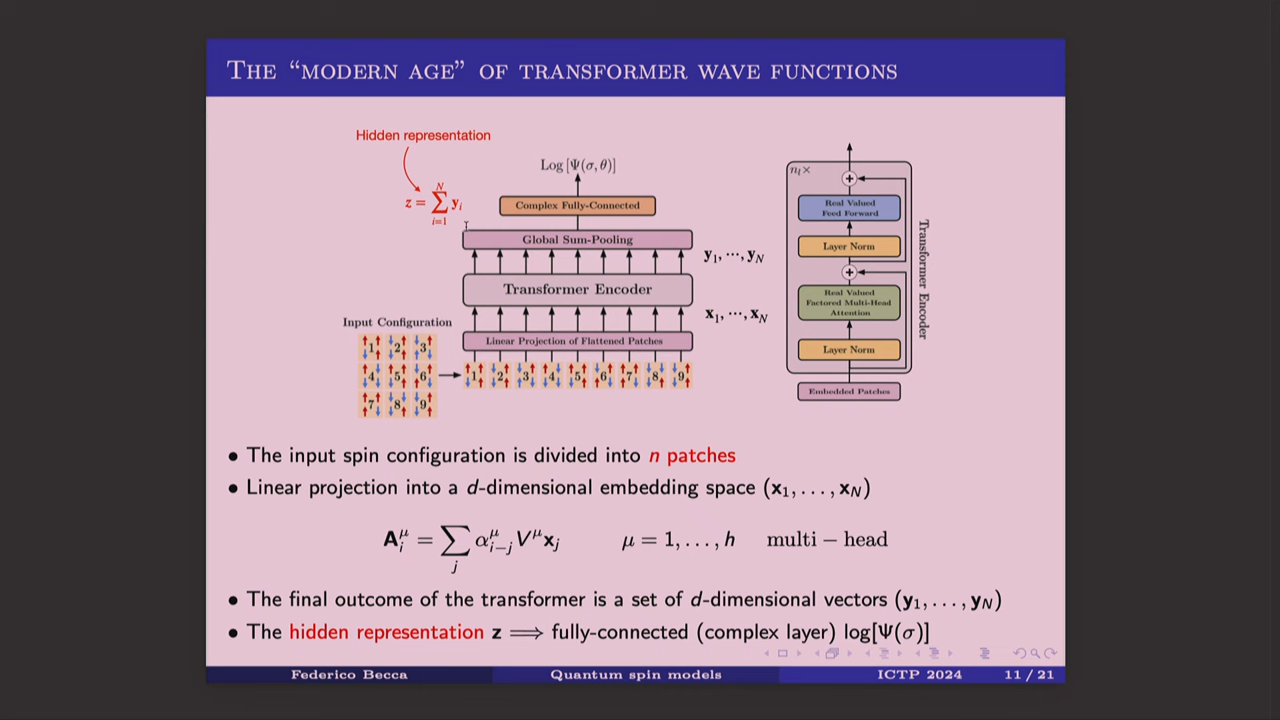 THE “MODERN AGE” OF TRANSFORMER WAVE FUNCTIONS
Hidden representation
z = ∑_{i=1}^{N} y_i
Log [Ψ(σ, θ)]
Complex Fully-Connected
Global Sum-Pooling
y_1, ⋯, y_N
Transformer Encoder
x_1, ⋯, x_N
Linear Projection of Flattened Patches
Input Configuration
1 2 3
4 5 6
7 8 9
1 2 3 4 5 6 7 8 9
n_l ×
+
Real Valued
Feed Forward
Layer Norm
+
Real Valued
Factored Multi-Head
Attention
Layer Norm
Embedded Patches
Transformer Encoder
• The input spin configuration is divided into n patches
• Linear projection into a d-dimensional embedding space (x_1, . . . , x_N)
A_i^μ = ∑_j α_{i−j}^μ V^μ x_j μ = 1, . . . , h multi − head
• The final outcome of the transformer is a set of d-dimensional vectors (y_1, . . . , y_N)
• The hidden representation z ⟹ fully-connected (complex layer) log[Ψ(σ)]
Federico Becca Quantum spin models ICTP 2024 11 / 21